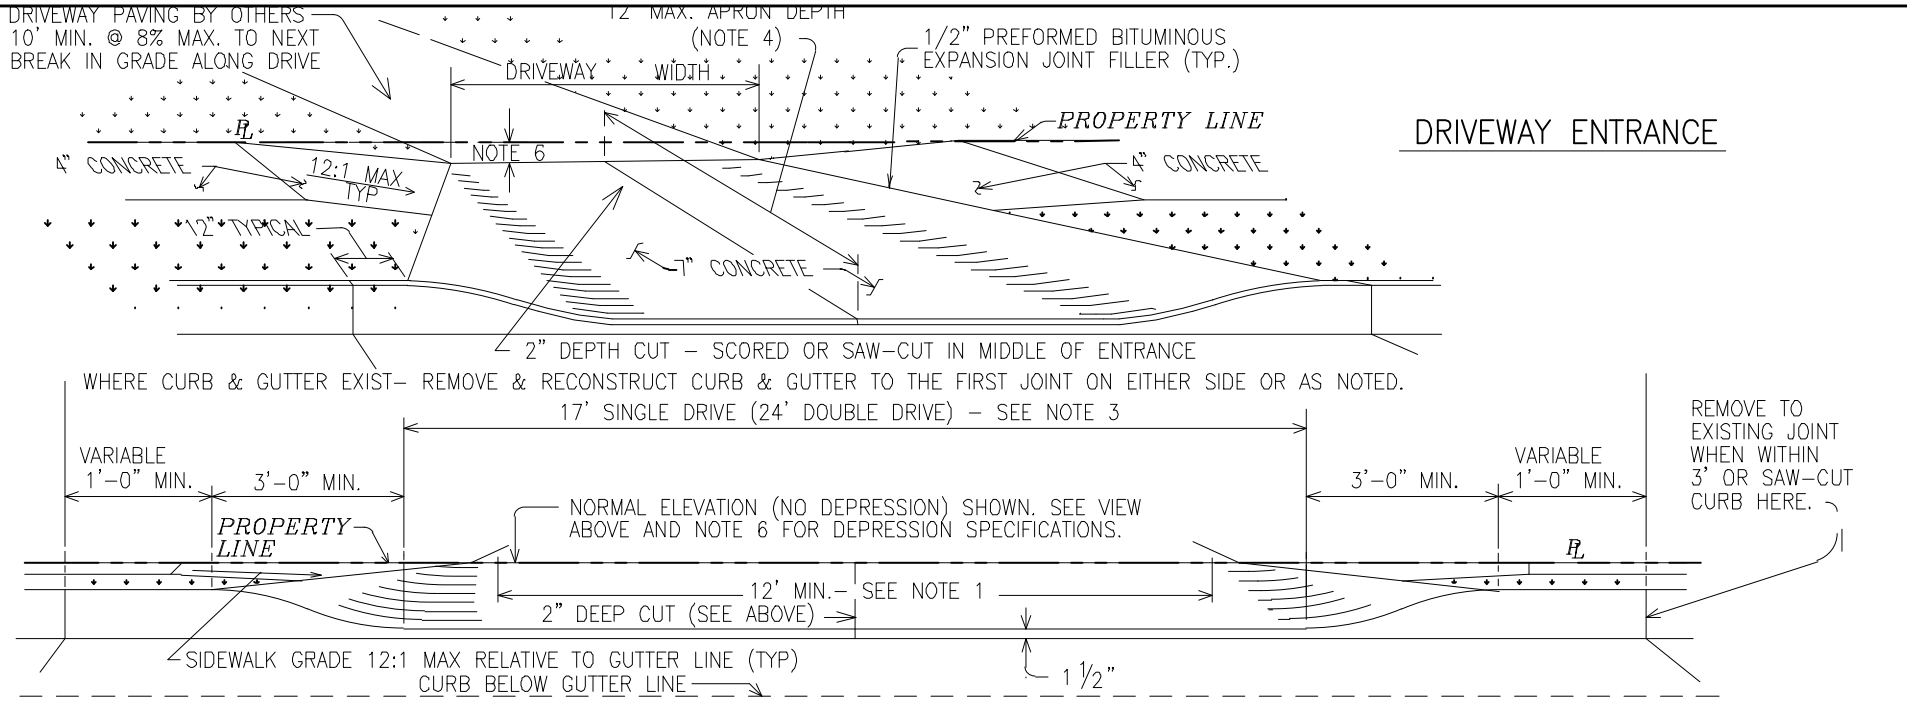 DRIVEWAY PAVING BY OTHERS
10' MIN. @ 8% MAX. TO NEXT
BREAK IN GRADE ALONG DRIVE
12' MAX. APRON DEPTH
(NOTE 4)
1/2" PREFORMED BITUMINOUS
EXPANSION JOINT FILLER (TYP.)
DRIVEWAY WIDTH
PL
PROPERTY LINE
DRIVEWAY ENTRANCE
NOTE 6
4" CONCRETE
12:1 MAX
TYP
4" CONCRETE
12" TYPICAL
7" CONCRETE
2" DEPTH CUT – SCORED OR SAW-CUT IN MIDDLE OF ENTRANCE
WHERE CURB & GUTTER EXIST– REMOVE & RECONSTRUCT CURB & GUTTER TO THE FIRST JOINT ON EITHER SIDE OR AS NOTED.
17' SINGLE DRIVE (24' DOUBLE DRIVE) – SEE NOTE 3
VARIABLE
1'-0" MIN.
3'-0" MIN.
3'-0" MIN.
VARIABLE
1'-0" MIN.
REMOVE TO
EXISTING JOINT
WHEN WITHIN
3' OR SAW-CUT
CURB HERE.
NORMAL ELEVATION (NO DEPRESSION) SHOWN. SEE VIEW
ABOVE AND NOTE 6 FOR DEPRESSION SPECIFICATIONS.
PROPERTY
LINE
PL
12' MIN.– SEE NOTE 1
2" DEEP CUT (SEE ABOVE)
SIDEWALK GRADE 12:1 MAX RELATIVE TO GUTTER LINE (TYP)
CURB BELOW GUTTER LINE
1 1/2"